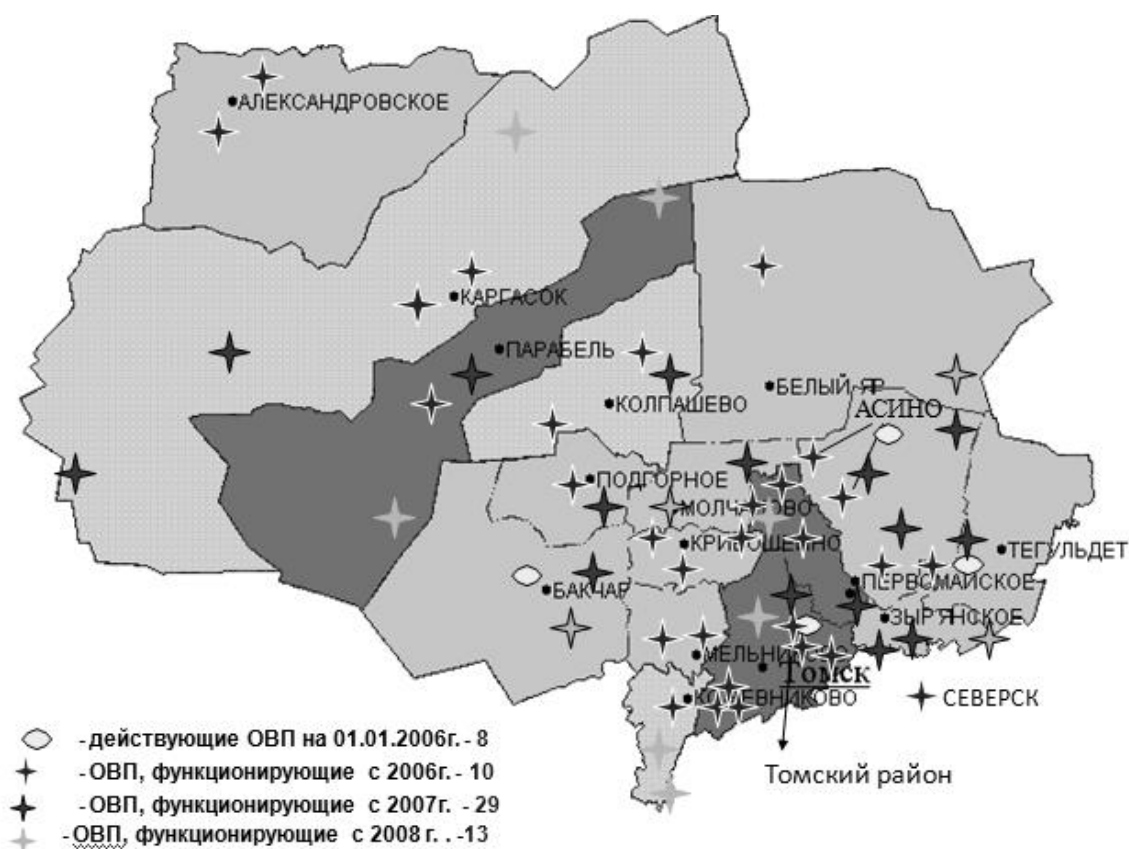 АЛЕКСАНДРОВСКОЕ
КАРГАСОК
ПАРАБЕЛЬ
БЕЛЫЙ ЯР
АСИНО
КОЛПАШЕВО
ПОДГОРНОЕ
МОЛЧАНОВО
КРИВОШЕИНО
ТЕГУЛЬДЕТ
БАКЧАР
ПЕРВОМАЙСКОЕ
ЗЫРЯНСКОЕ
МЕЛЬНИКОВО
ТОМСК
КОЖЕВНИКОВО
СЕВЕРСК
Томский район
-действующие ОВП на 01.01.2006г. - 8
-ОВП, функционирующие с 2006г. - 10
-ОВП, функционирующие с 2007г. -29
-ОВП, функционирующие с 2008 г. . -13